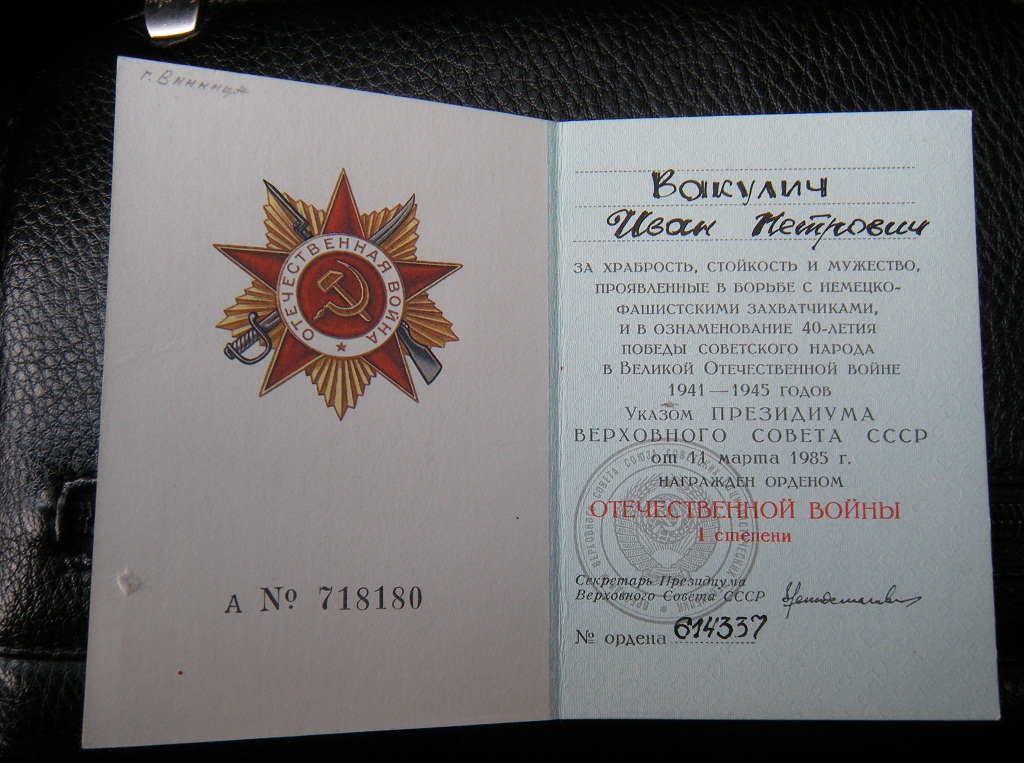 г. Винница
ОТЕЧЕСТВЕННАЯ ВОЙНА
А № 718180
Вакулич
Иван Петрович
ЗА ХРАБРОСТЬ, СТОЙКОСТЬ И МУЖЕСТВО,
ПРОЯВЛЕННЫЕ В БОРЬБЕ С НЕМЕЦКО-
ФАШИСТСКИМИ ЗАХВАТЧИКАМИ,
И В ОЗНАМЕНОВАНИЕ 40-ЛЕТИЯ
ПОБЕДЫ СОВЕТСКОГО НАРОДА
В ВЕЛИКОЙ ОТЕЧЕСТВЕННОЙ ВОЙНЕ
1941—1945 ГОДОВ
УКАЗОМ ПРЕЗИДИУМА
ВЕРХОВНОГО СОВЕТА СССР
от 11 марта 1985 г.
НАГРАЖДЕН ОРДЕНОМ
ОТЕЧЕСТВЕННОЙ ВОЙНЫ
I степени
Секретарь Президиума
Верховного Совета СССР
№ ордена 614337